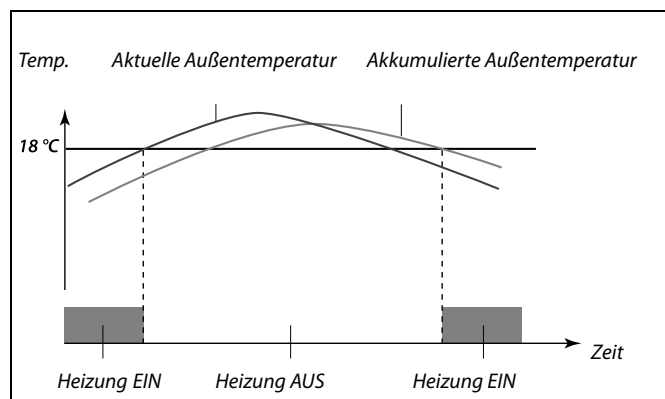 Temp. Aktuelle Außentemperatur Akkumulierte Außentemperatur
18 °C
Zeit
Heizung EIN Heizung AUS Heizung EIN